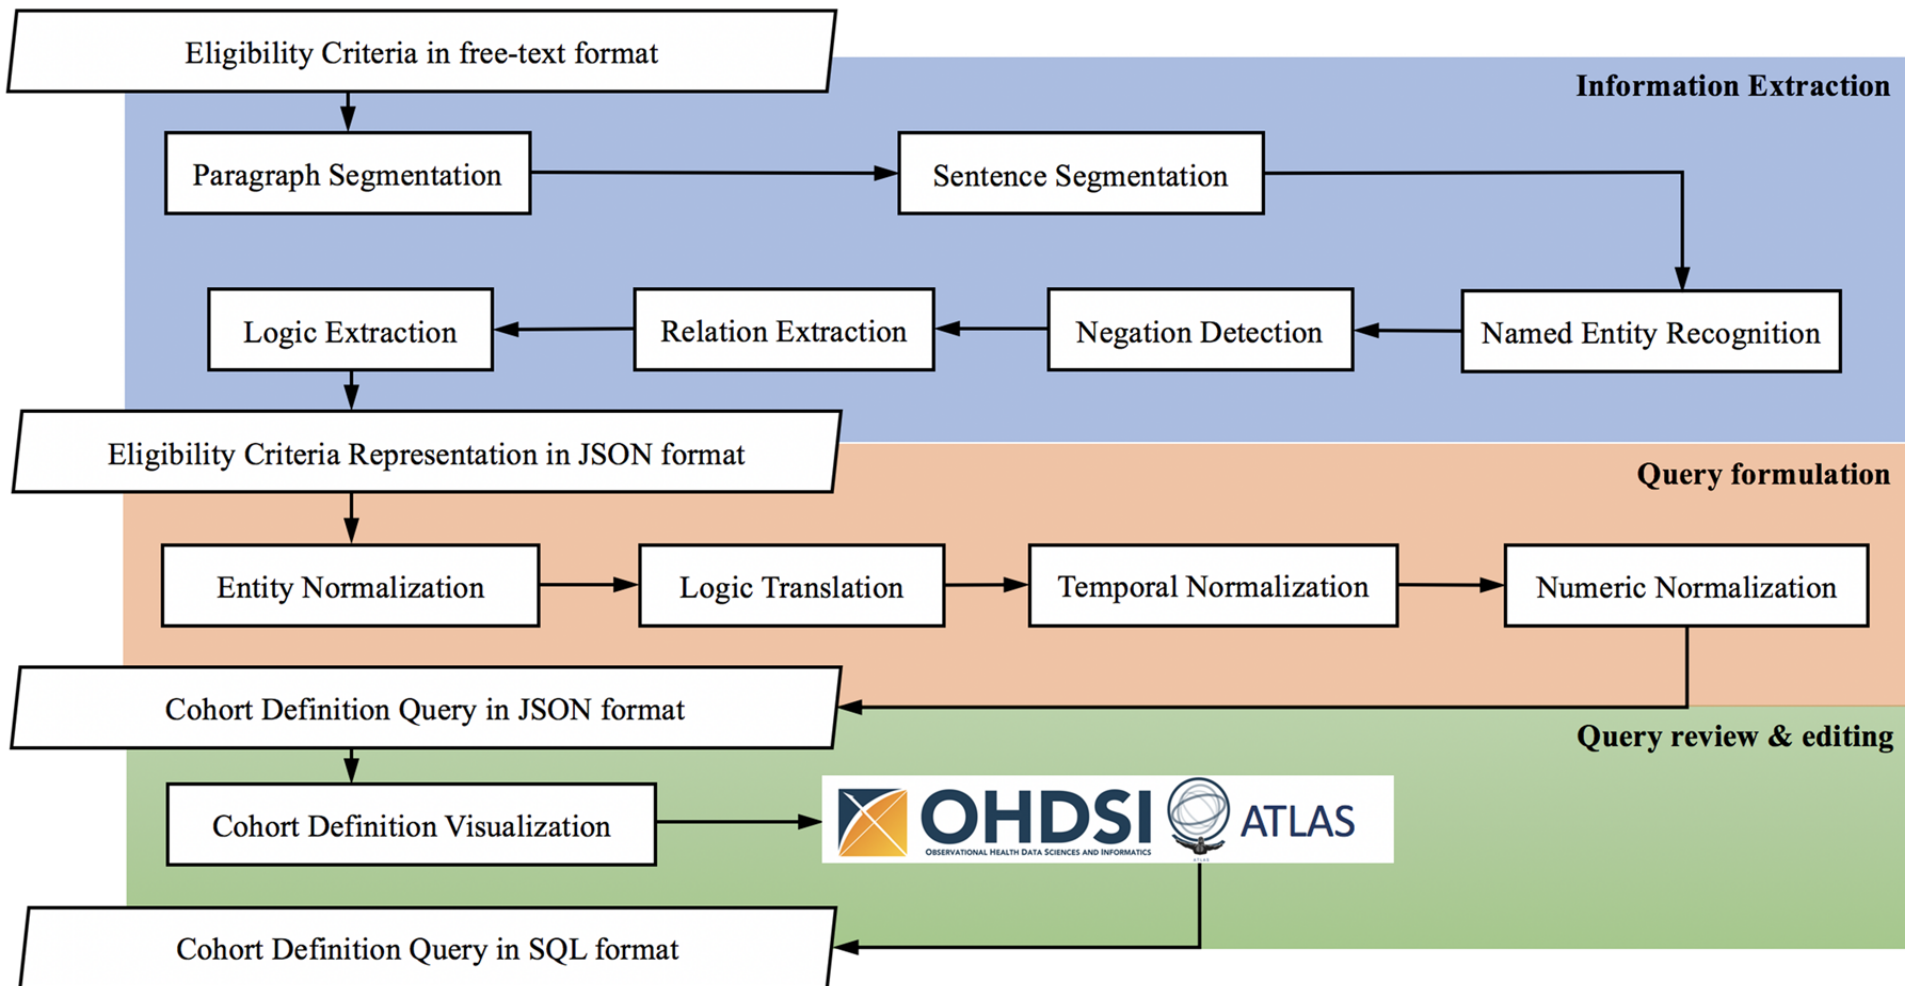 Eligibility Criteria in free-text format
Information Extraction
Paragraph Segmentation
Sentence Segmentation
Logic Extraction
Relation Extraction
Negation Detection
Named Entity Recognition
Eligibility Criteria Representation in JSON format
Query formulation
Entity Normalization
Logic Translation
Temporal Normalization
Numeric Normalization
Cohort Definition Query in JSON format
Query review & editing
Cohort Definition Visualization
OHDSI
OBSERVATIONAL HEALTH DATA SCIENCES AND INFORMATICS
ATLAS
ATLAS
Cohort Definition Query in SQL format